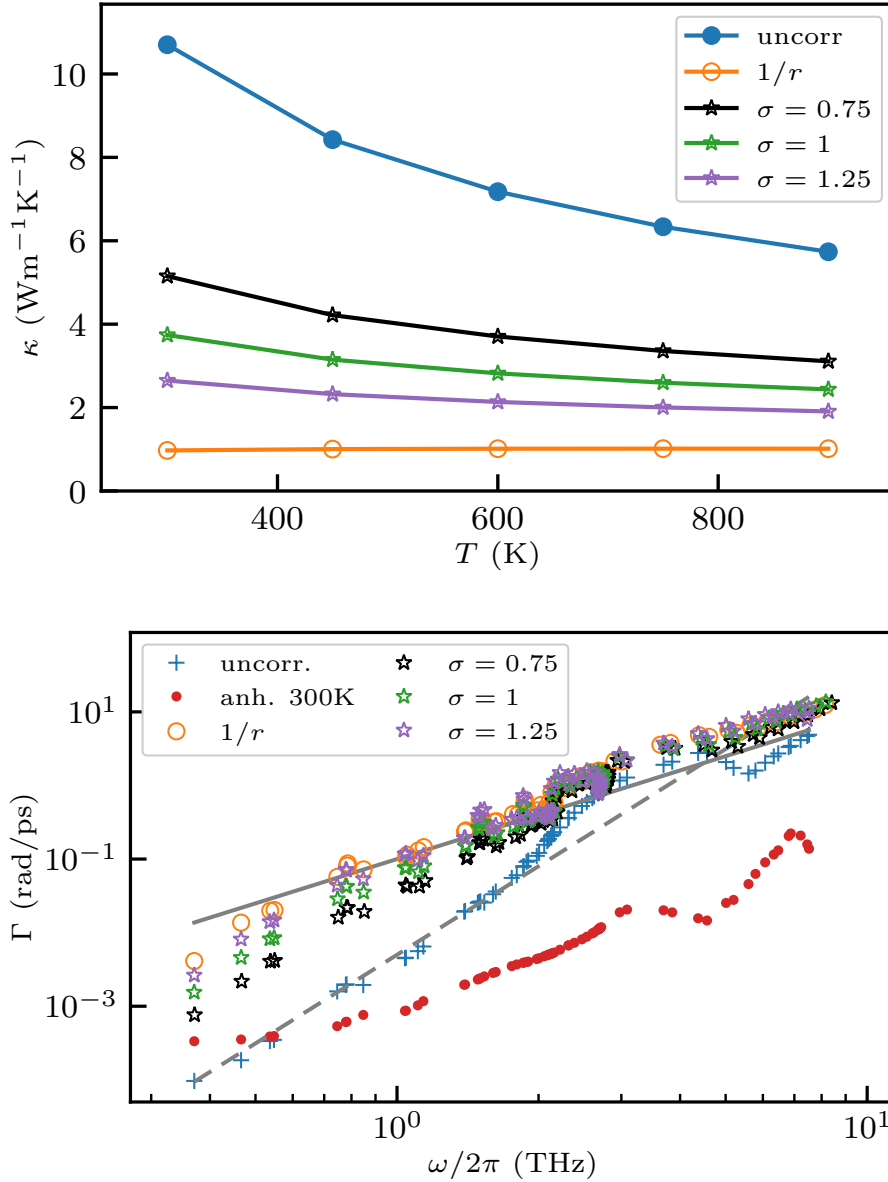 10
8
6
4
2
0
κ (Wm⁻¹K⁻¹)
uncorr
1/r
σ = 0.75
σ = 1
σ = 1.25
400 600 800
T (K)
10¹
10⁻¹
10⁻³
Γ (rad/ps)
uncorr.
anh. 300K
1/r
σ = 0.75
σ = 1
σ = 1.25
10⁰ 10¹
ω/2π (THz)